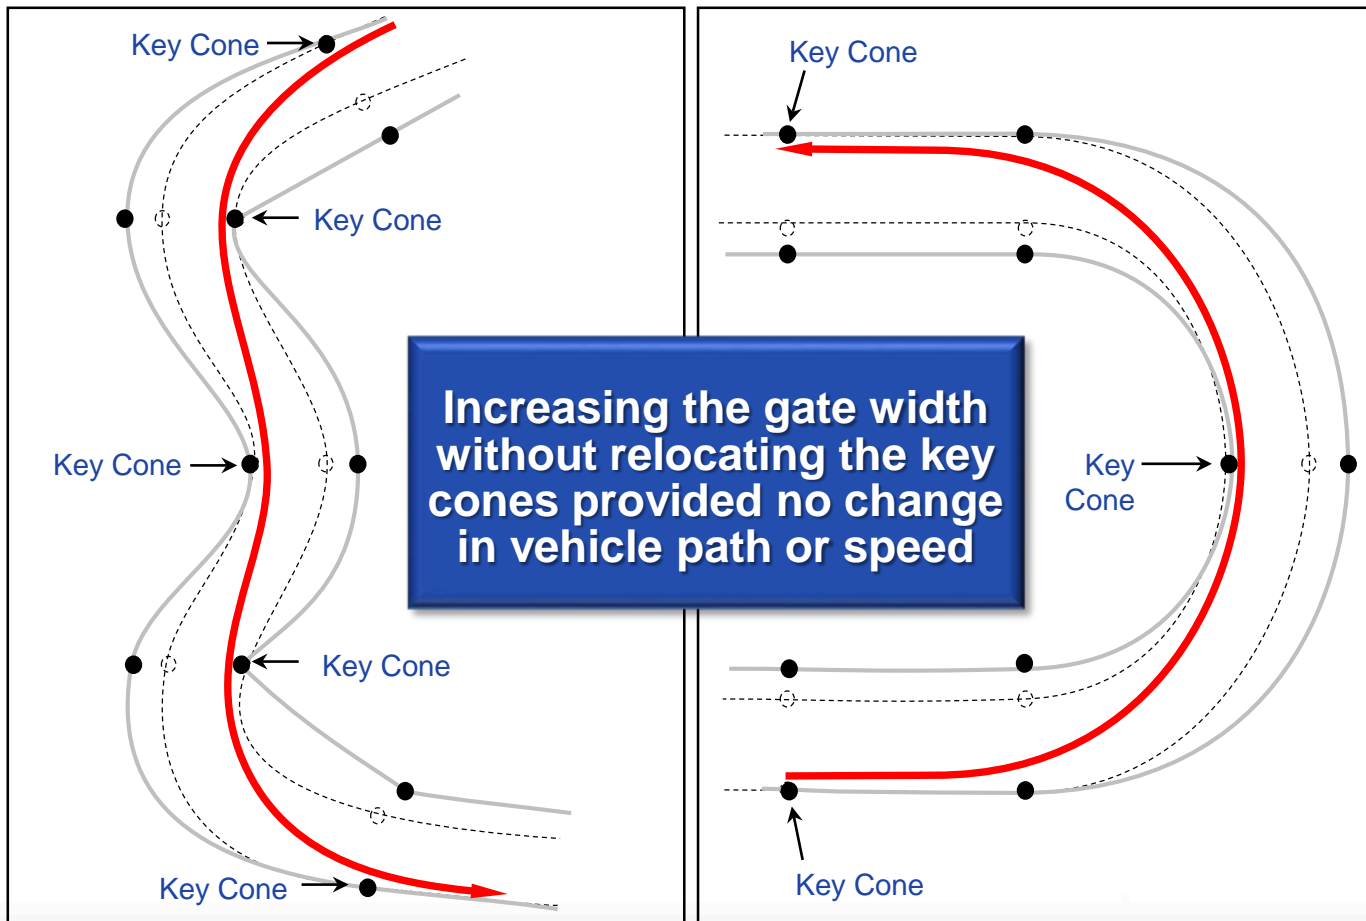 Key Cone
Key Cone
Key Cone
Key Cone
Key Cone
Key Cone
Key
Cone
Key Cone
Increasing the gate width
without relocating the key
cones provided no change
in vehicle path or speed